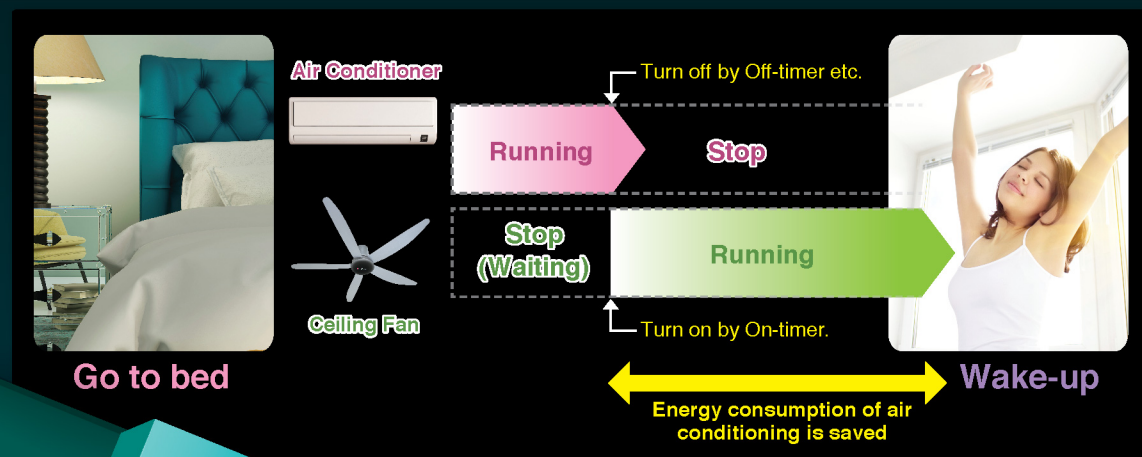 Air Conditioner
Turn off by Off-timer etc.
Running
Stop
Stop
(Waiting)
Running
Ceiling Fan
Turn on by On-timer.
Go to bed
Wake-up
Energy consumption of air
conditioning is saved